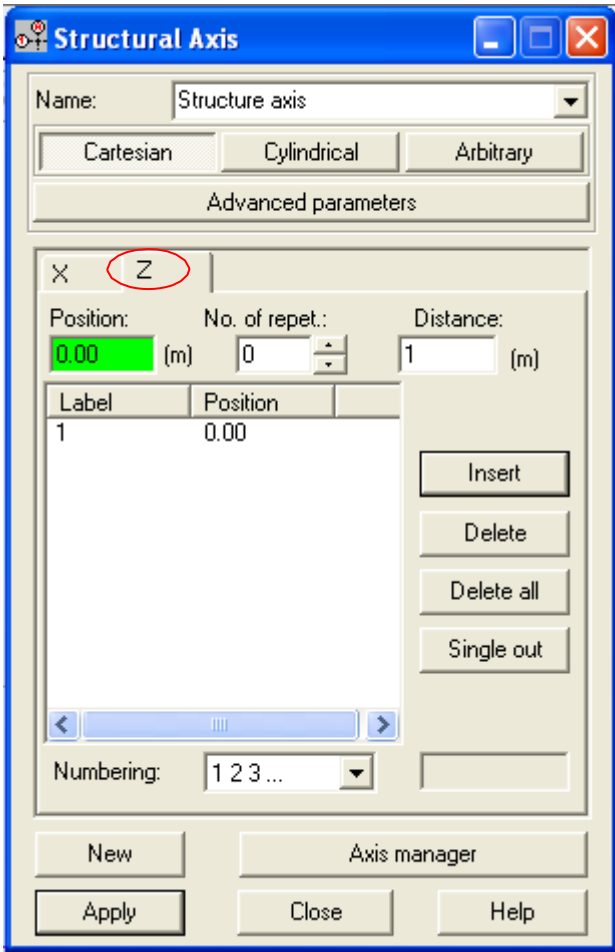 Structural Axis
Name: Structure axis
Cartesian Cylindrical Arbitrary
Advanced parameters
X Z
Position: No. of repet.: Distance:
0.00 (m) 0 1 (m)
Label Position
1 0.00
Insert
Delete
Delete all
Single out
Numbering: 1 2 3 ...
New Axis manager
Apply Close Help